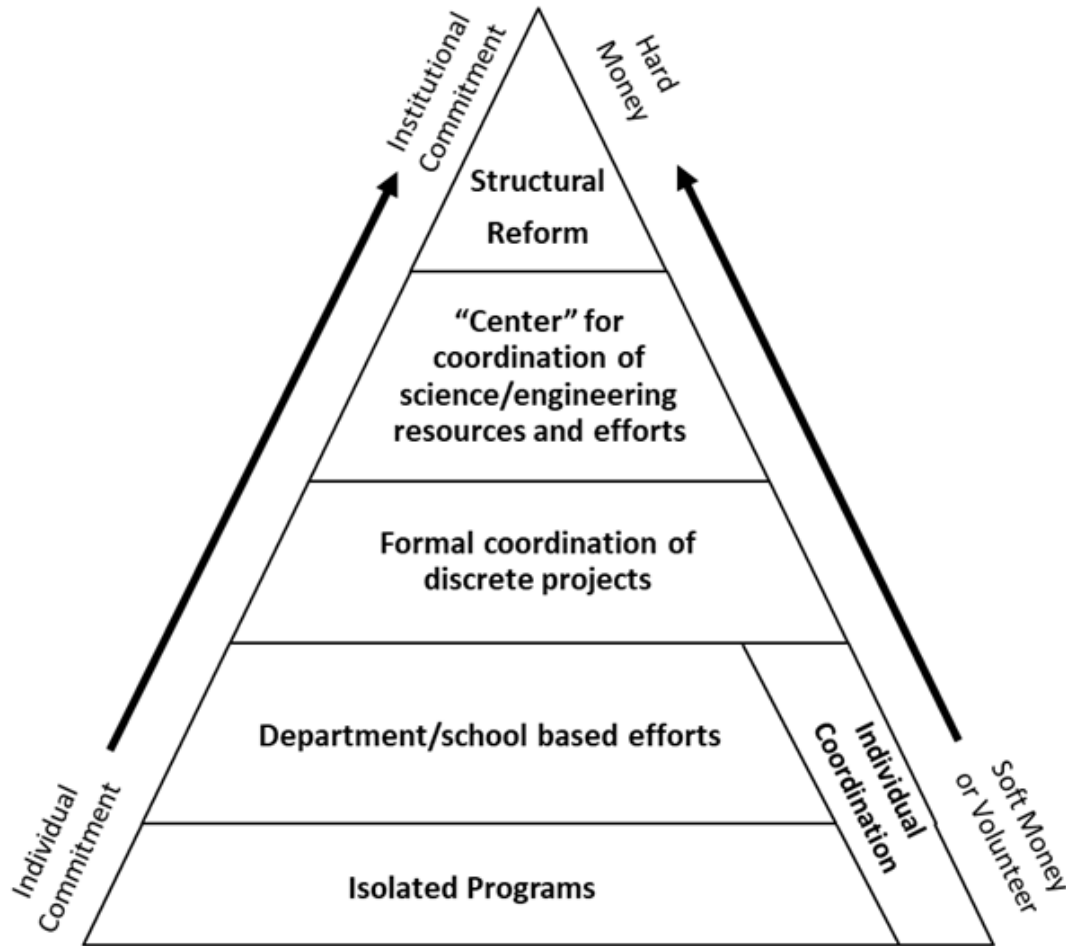 Institutional
Commitment
Hard
Money
Structural
Reform
“Center” for
coordination of
science/engineering
resources and efforts
Formal coordination of
discrete projects
Department/school based efforts
Individual
Coordination
Isolated Programs
Individual
Commitment
Soft Money
or Volunteer